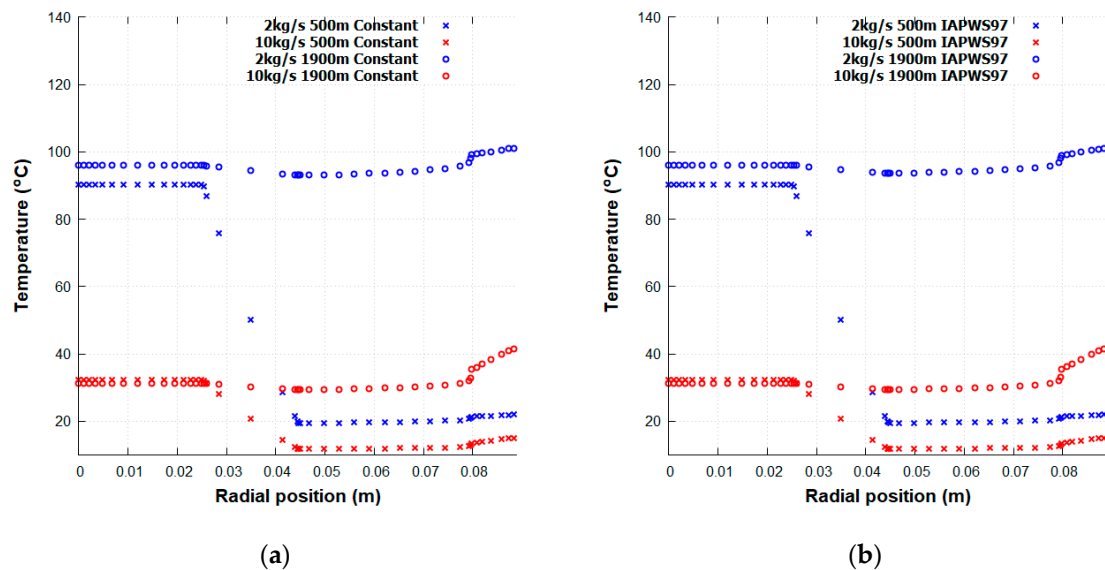 140
120
100
80
60
40
20
Temperature (°C)
2kg/s 500m Constant
10kg/s 500m Constant
2kg/s 1900m Constant
10kg/s 1900m Constant
0 0.01 0.02 0.03 0.04 0.05 0.06 0.07 0.08
Radial position (m)
(a)
140
120
100
80
60
40
20
Temperature (°C)
2kg/s 500m IAPWS97
10kg/s 500m IAPWS97
2kg/s 1900m IAPWS97
10kg/s 1900m IAPWS97
0 0.01 0.02 0.03 0.04 0.05 0.06 0.07 0.08
Radial position (m)
(b)